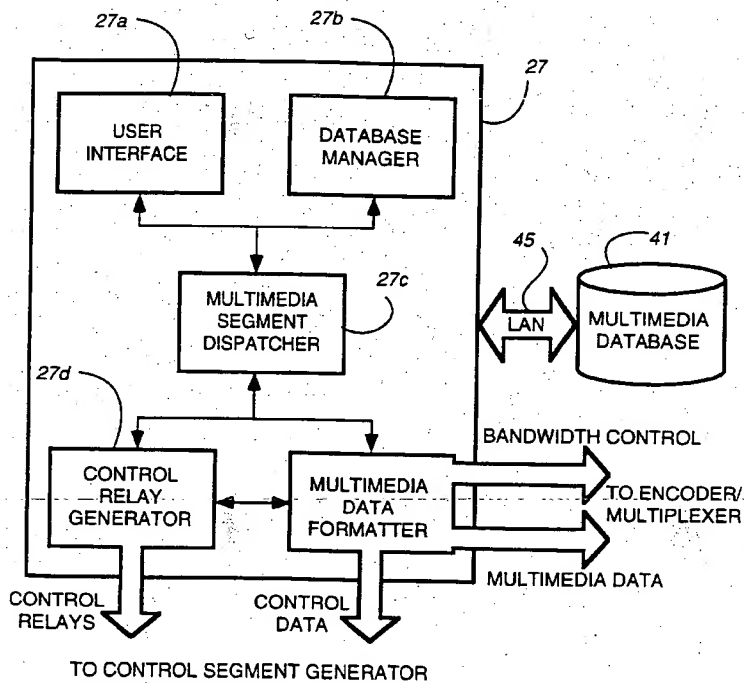 27a
27b
27
USER
INTERFACE
DATABASE
MANAGER
45
41
MULTIMEDIA
SEGMENT
DISPATCHER
27c
LAN
MULTIMEDIA
DATABASE
27d
BANDWIDTH CONTROL
CONTROL
RELAY
GENERATOR
MULTIMEDIA
DATA
FORMATTER
TO ENCODER/
MULTIPLEXER
MULTIMEDIA DATA
CONTROL
RELAYS
CONTROL
DATA
TO CONTROL SEGMENT GENERATOR